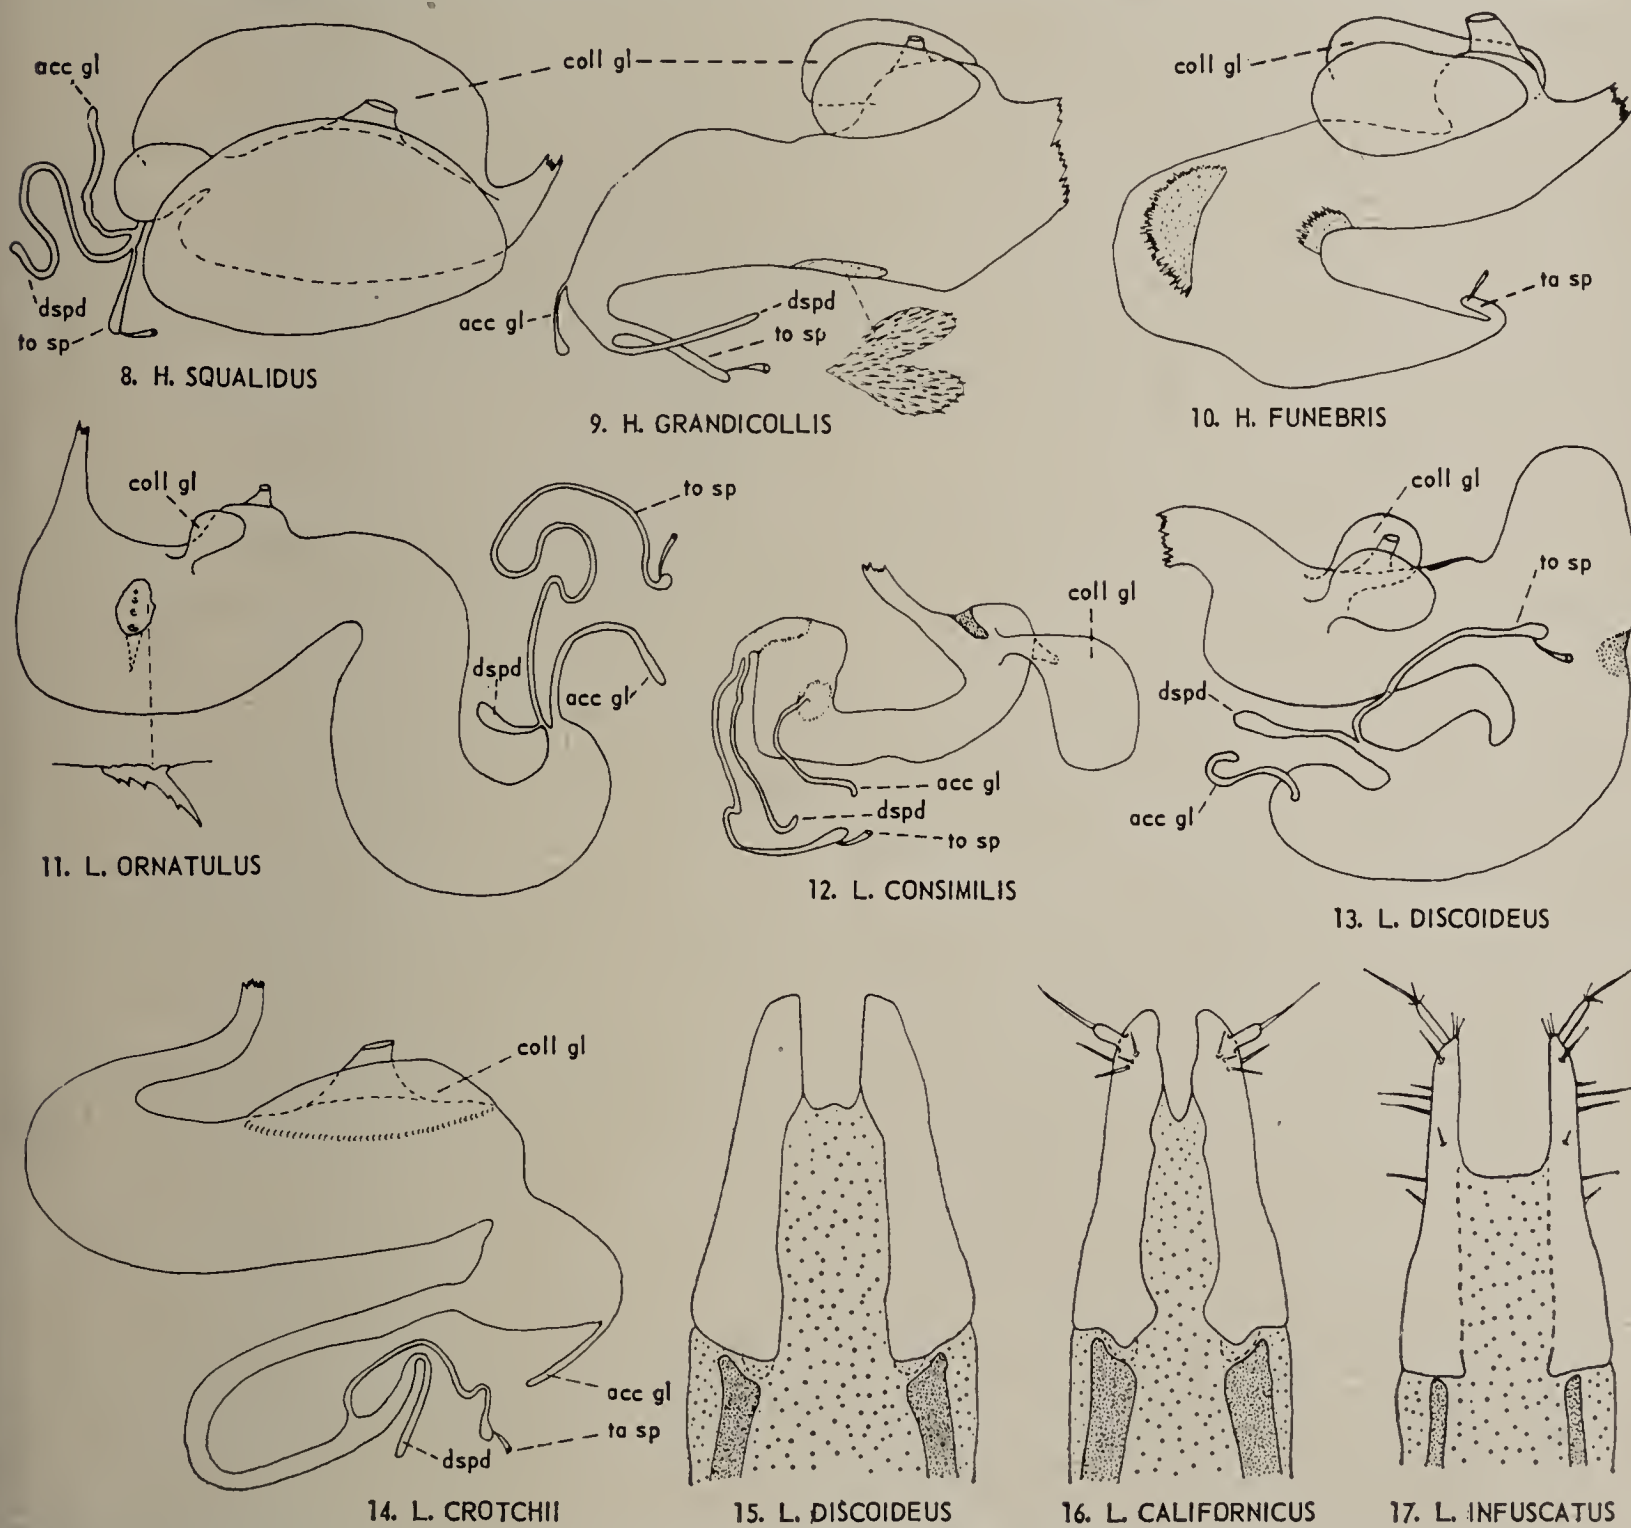 acc gl
coll gl
dspd
to sp
8. H. SQUALIDUS
acc gl
dspd
to sp
9. H. GRANDICOLLIS
coll gl
ta sp
10. H. FUNEBRIS
coll gl
to sp
dspd
acc gl
11. L. ORNATULUS
coll gl
acc gl
dspd
to sp
12. L. CONSIMILIS
coll gl
to sp
dspd
acc gl
13. L. DISCOIDEUS
coll gl
acc gl
ta sp
dspd
14. L. CROTCHII
15. L. DISCOIDEUS
16. L. CALIFORNICUS
17. L. INFUSCATUS